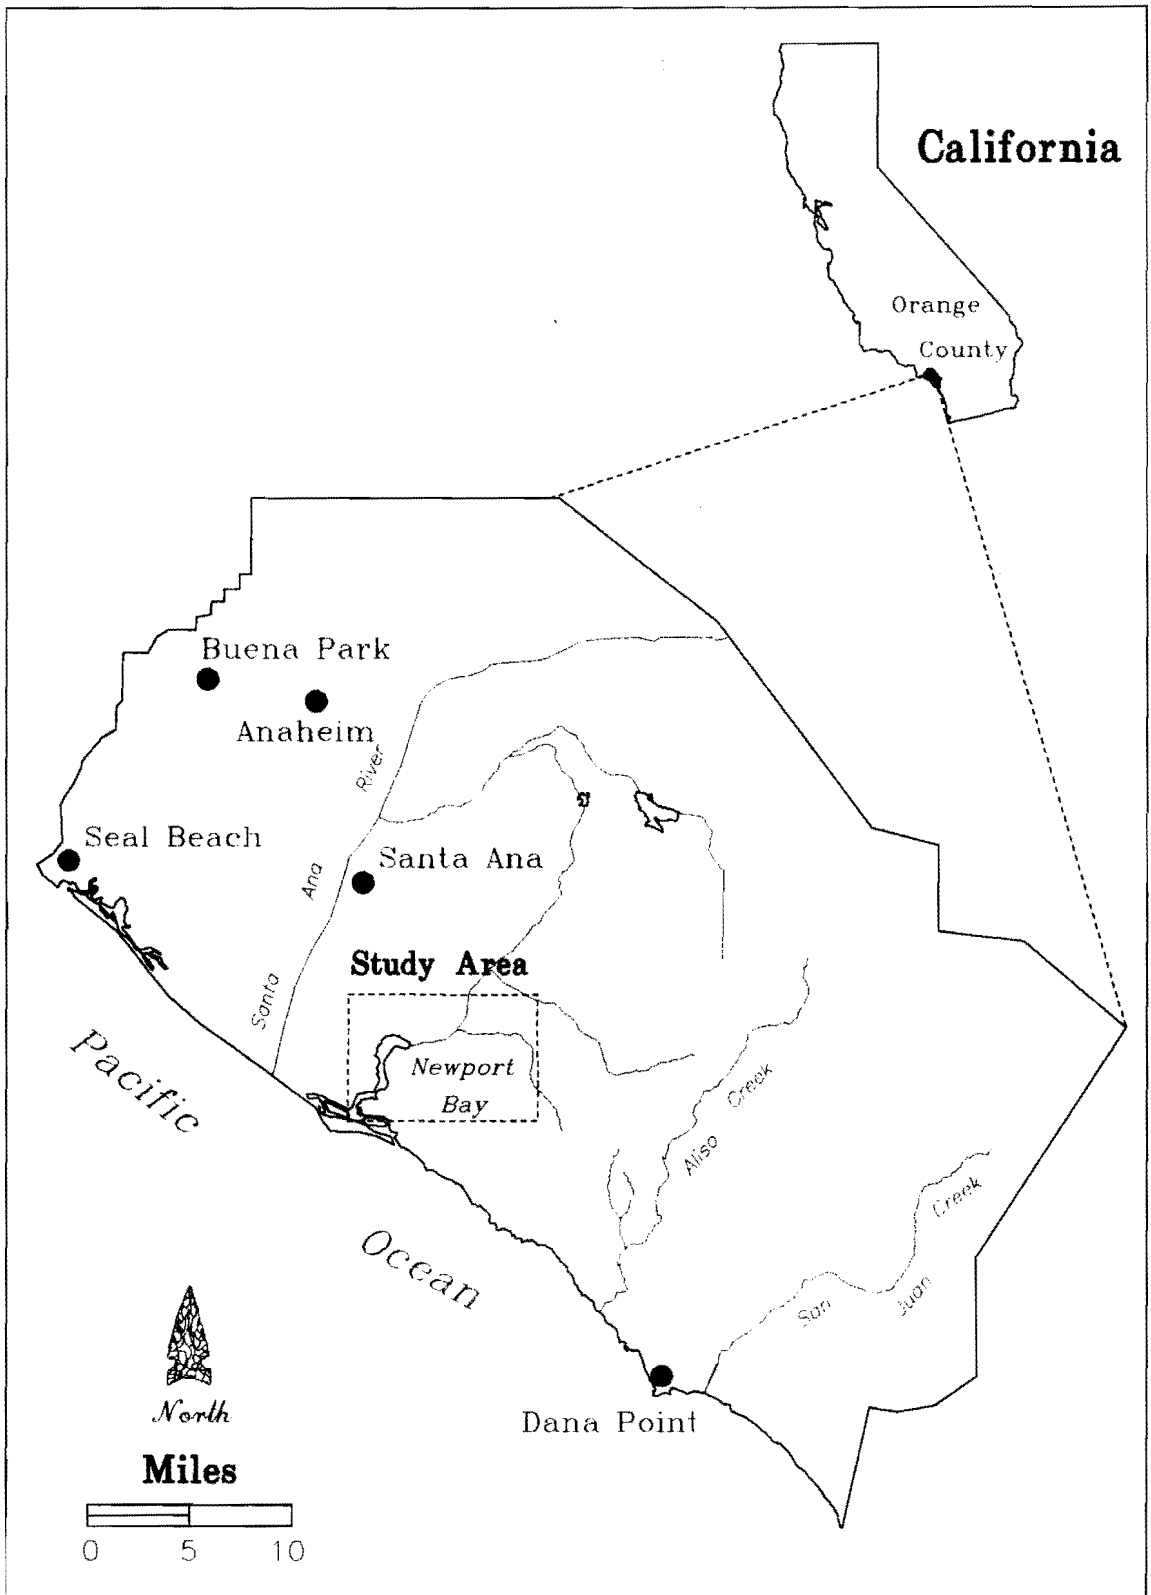 California
Orange
County
Buena Park
Anaheim
River
Seal Beach
Santa Ana
Ana
Study Area
Santa
Newport
Bay
Pacific
Creek
Aliso
Creek
Ocean
San
Juan
North
Dana Point
Miles
0 5 10